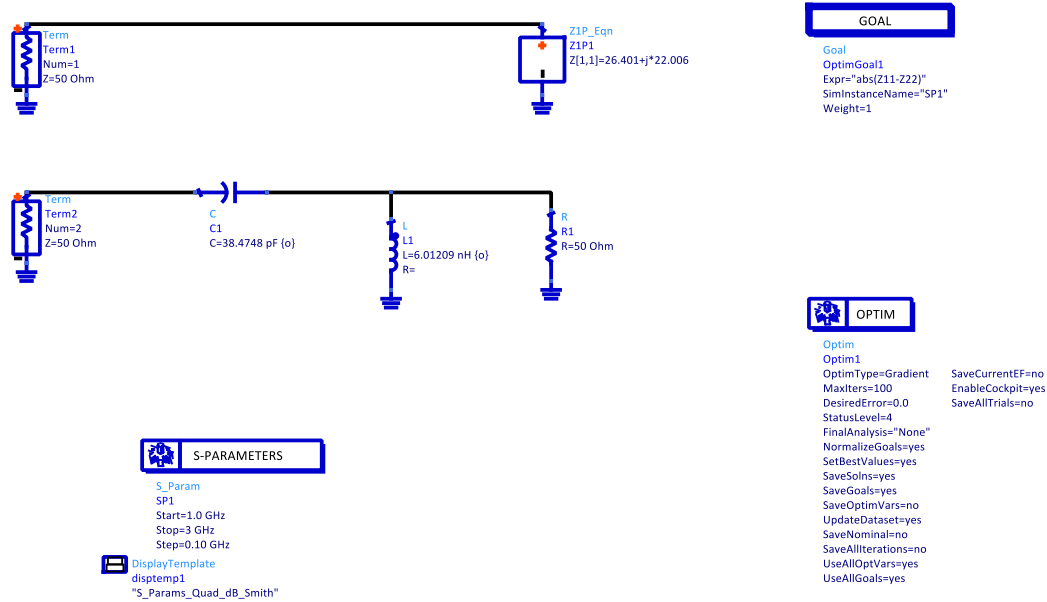 Term
Term1
Num=1
Z=50 Ohm
Z1P_Eqn
Z1P1
Z[1,1]=26.401+j*22.006
GOAL
Goal
OptimGoal1
Expr="abs(Z11-Z22)"
SimInstanceName="SP1"
Weight=1
Term
Term2
Num=2
Z=50 Ohm
C
C1
C=38.4748 pF {o}
L
L1
L=6.01209 nH {o}
R=
R
R1
R=50 Ohm
OPTIM
Optim
Optim1
OptimType=Gradient
MaxIters=100
DesiredError=0.0
StatusLevel=4
FinalAnalysis="None"
NormalizeGoals=yes
SetBestValues=yes
SaveSolns=yes
SaveGoals=yes
SaveOptimVars=no
UpdateDataset=yes
SaveNominal=no
SaveAllIterations=no
UseAllOptVars=yes
UseAllGoals=yes
SaveCurrentEF=no
EnableCockpit=yes
SaveAllTrials=no
S-PARAMETERS
S_Param
SP1
Start=1.0 GHz
Stop=3 GHz
Step=0.10 GHz
DisplayTemplate
disptemp1
"S_Params_Quad_dB_Smith"